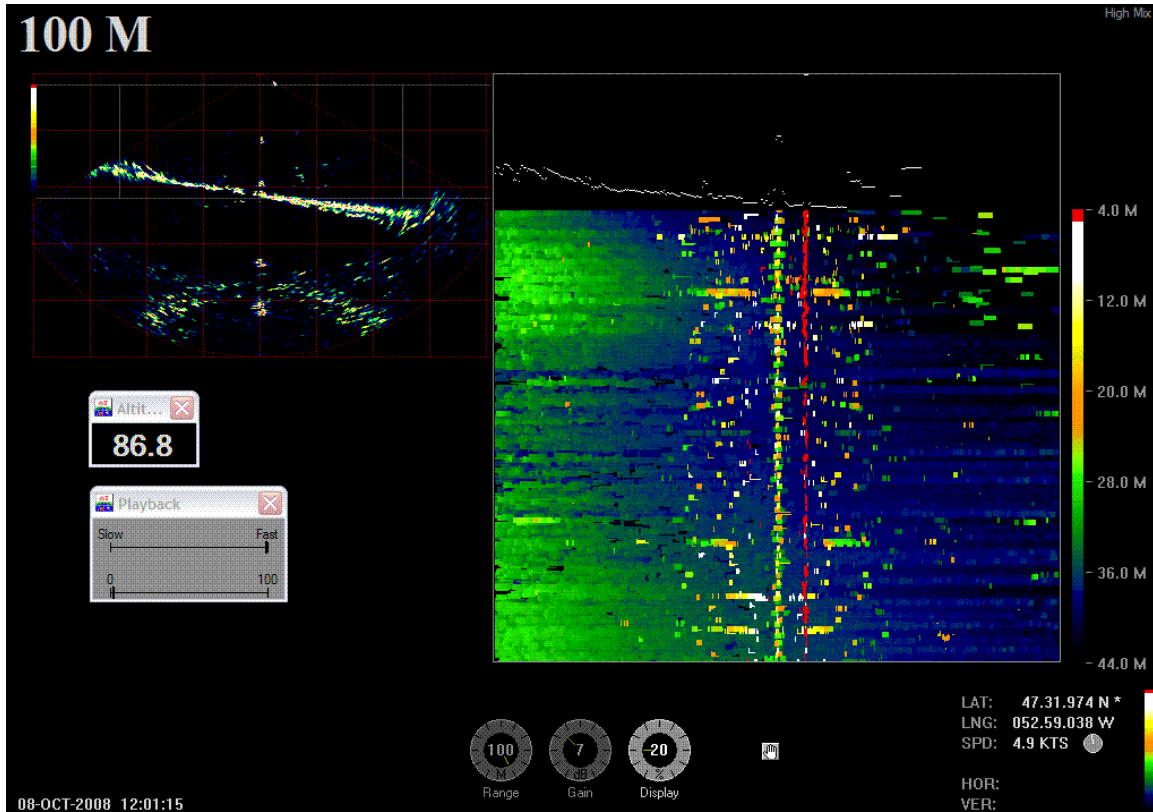 High Mix
100 M
4.0 M
12.0 M
20.0 M
28.0 M
36.0 M
44.0 M
Altit...
86.8
Playback
Slow Fast
0 100
LAT: 47.31.974 N *
LNG: 052.59.038 W
SPD: 4.9 KTS
HOR:
VER:
100
M
Range
7
dB
Gain
-20
%
Display
08-OCT-2008 12:01:15